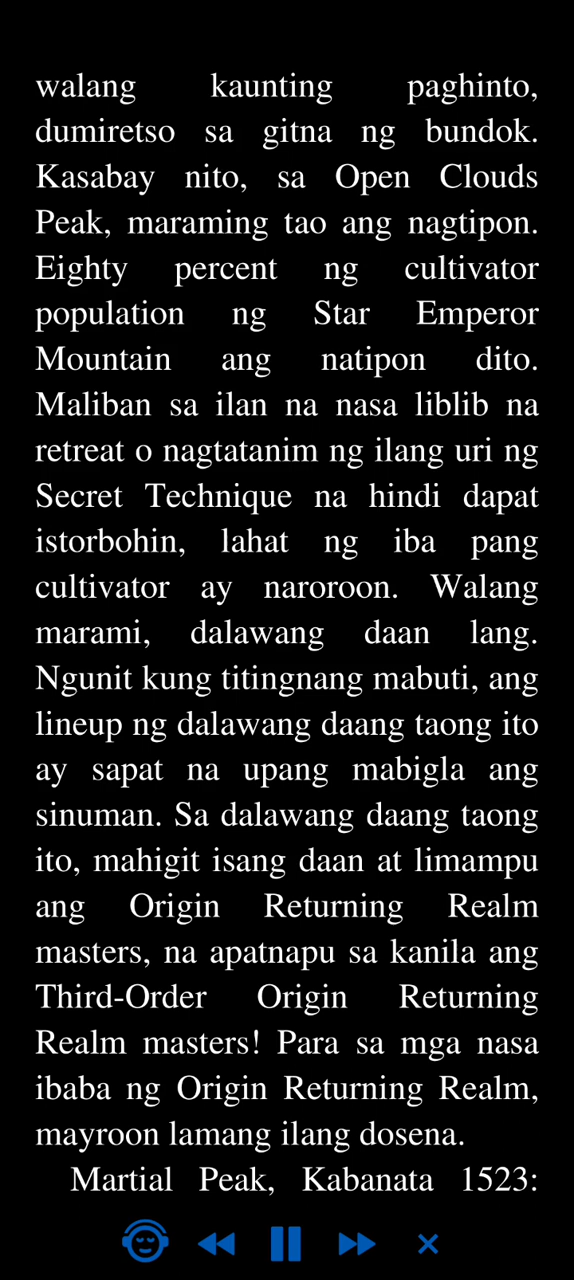 walang kaunting paghinto,
dumiretso sa gitna ng bundok.
Kasabay nito, sa Open Clouds
Peak, maraming tao ang nagtipon.
Eighty percent ng cultivator
population ng Star Emperor
Mountain ang natipon dito.
Maliban sa ilan na nasa liblib na
retreat o nagtatanim ng ilang uri ng
Secret Technique na hindi dapat
istorbohin, lahat ng iba pang
cultivator ay naroroon. Walang
marami, dalawang daan lang.
Ngunit kung titingnang mabuti, ang
lineup ng dalawang daang taong ito
ay sapat na upang mabigla ang
sinuman. Sa dalawang daang taong
ito, mahigit isang daan at limampu
ang Origin Returning Realm
masters, na apatnapu sa kanila ang
Third-Order Origin Returning
Realm masters! Para sa mga nasa
ibaba ng Origin Returning Realm,
mayroon lamang ilang dosena.
Martial Peak, Kabanata 1523: